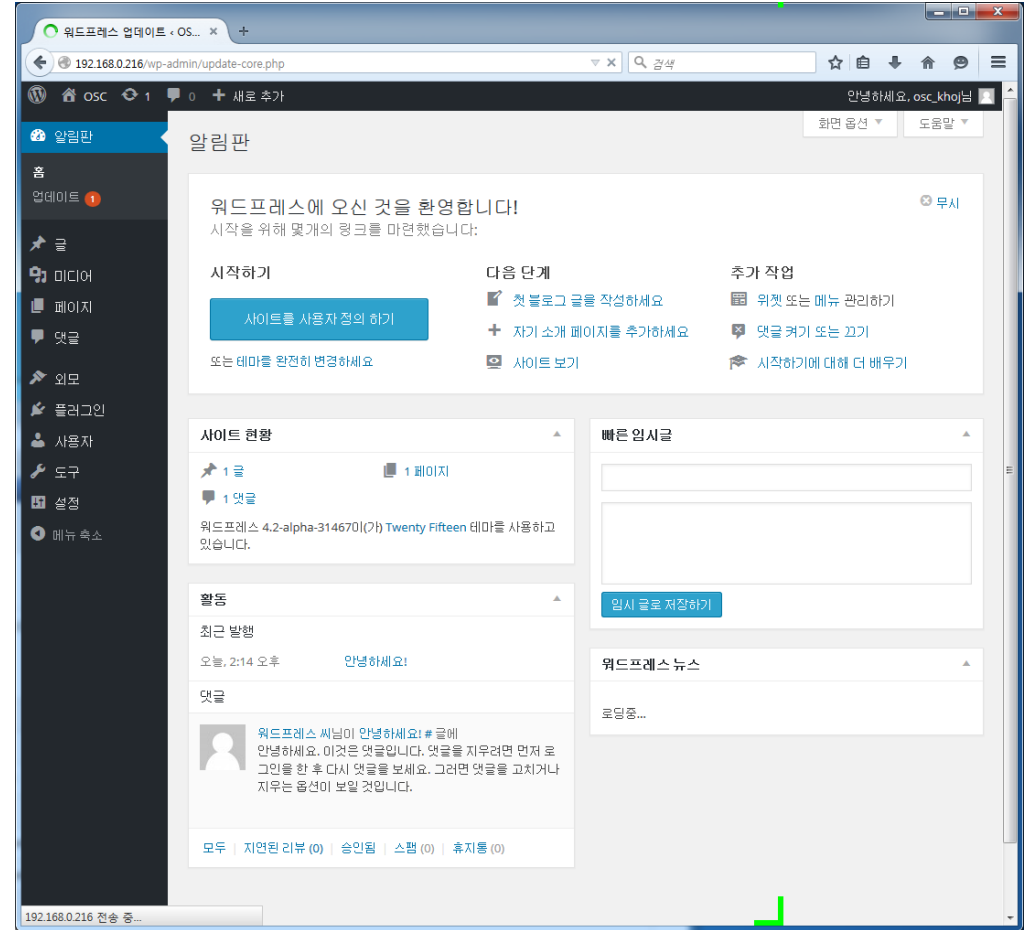 워드프레스 업데이트 ‹ OS...
192.168.0.216/wp-admin/update-core.php
검색
OSC 1 0 새로 추가
안녕하세요, osc_khoj님
알림판
홈
업데이트 1
글
미디어
페이지
댓글
외모
플러그인
사용자
도구
설정
메뉴 축소
화면 옵션
도움말
알림판
워드프레스에 오신 것을 환영합니다!
무시
시작을 위해 몇개의 링크를 마련했습니다:
시작하기
사이트를 사용자 정의 하기
또는 테마를 완전히 변경하세요
다음 단계
첫 블로그 글을 작성하세요
자기 소개 페이지를 추가하세요
사이트 보기
추가 작업
위젯 또는 메뉴 관리하기
댓글 켜기 또는 끄기
시작하기에 대해 더 배우기
사이트 현황
1 글
1 페이지
1 댓글
워드프레스 4.2-alpha-31467이(가) Twenty Fifteen 테마를 사용하고
있습니다.
활동
최근 발행
오늘, 2:14 오후 안녕하세요!
댓글
워드프레스 씨님이 안녕하세요! # 글에
안녕하세요. 이것은 댓글입니다. 댓글을 지우려면 먼저 로
그인을 한 후 다시 댓글을 보세요. 그러면 댓글을 고치거나
지우는 옵션이 보일 것입니다.
모두 | 지연된 리뷰 (0) | 승인됨 | 스팸 (0) | 휴지통 (0)
빠른 임시글
임시 글로 저장하기
워드프레스 뉴스
로딩중...
192.168.0.216 전송 중...